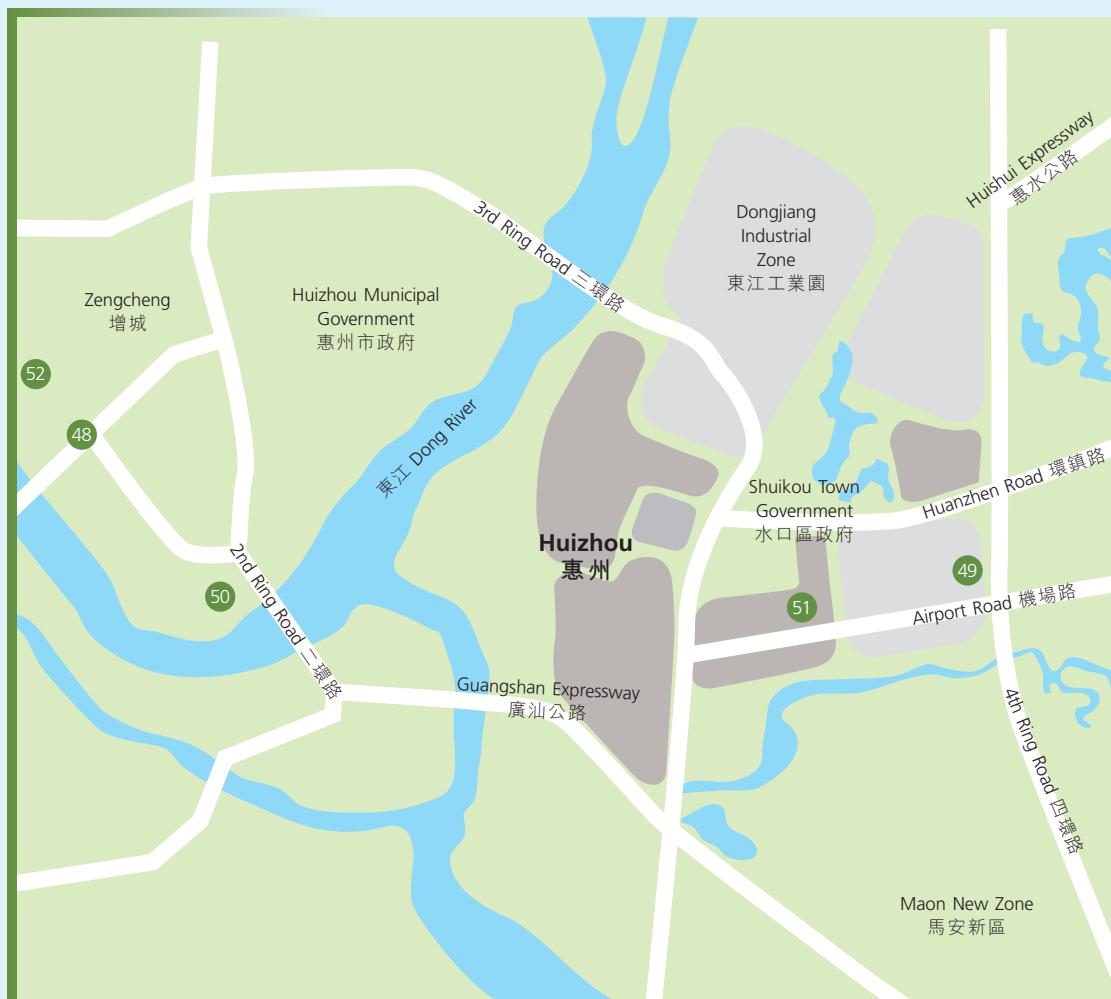 Huishui Expressway
惠水公路
3rd Ring Road 三環路
Dongjiang
Industrial
Zone
東江工業園
Zengcheng
增城
Huizhou Municipal
Government
惠州市政府
52
48
東江 Dong River
Shuikou Town
Government
水口區政府
Huanzhen Road 環鎮路
Huizhou
惠州
2nd Ring Road 二環路
50
49
51
Airport Road 機場路
Guangshan Expressway
廣汕公路
4th Ring Road 四環路
Maon New Zone
馬安新區